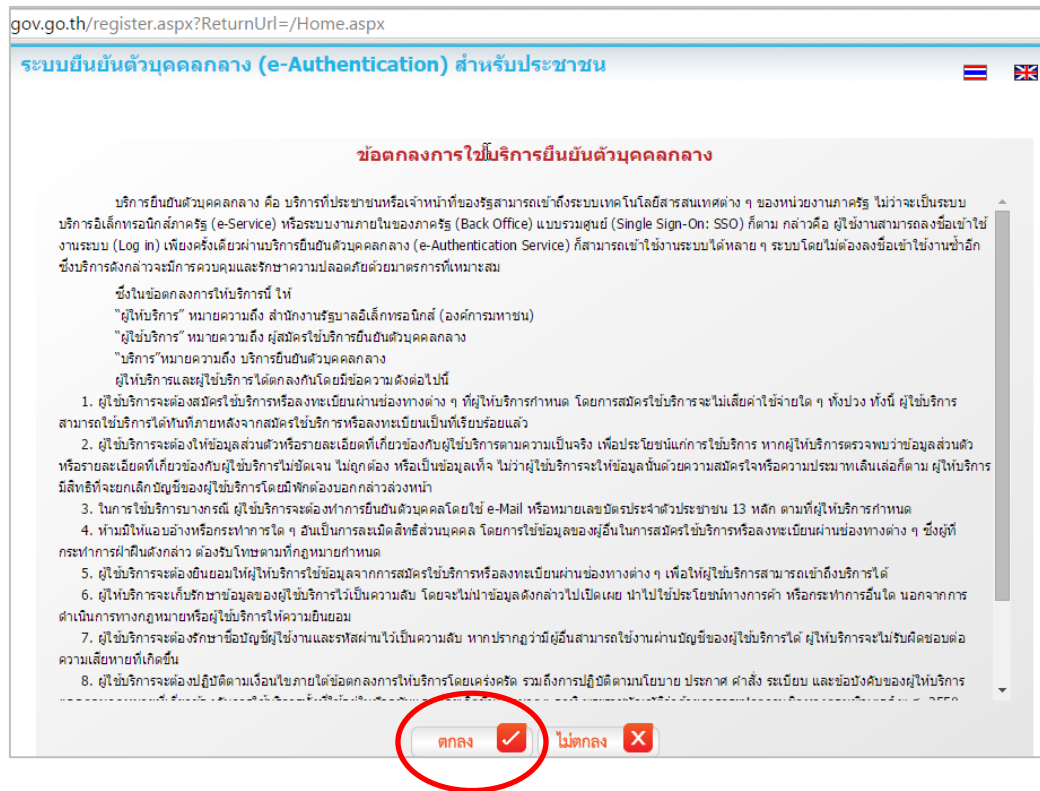 gov.go.th/register.aspx?ReturnUrl=/Home.aspx
ระบบยืนยันตัวบุคคลกลาง (e-Authentication) สำหรับประชาชน
ข้อตกลงการใช้บริการยืนยันตัวบุคคลกลาง
บริการยืนยันตัวบุคคลกลาง คือ บริการที่ประชาชนหรือเจ้าหน้าที่ของรัฐสามารถเข้าถึงระบบเทคโนโลยีสารสนเทศต่าง ๆ ของหน่วยงานภาครัฐ ไม่ว่าจะเป็นระบบ
บริการอิเล็กทรอนิกส์ภาครัฐ (e-Service) หรือระบบงานภายในของภาครัฐ (Back Office) แบบรวมศูนย์ (Single Sign-On: SSO) ก็ตาม กล่าวคือ ผู้ใช้งานสามารถลงชื่อเข้าใช้
งานระบบ (Log in) เพียงครั้งเดียวผ่านบริการยืนยันตัวบุคคลกลาง (e-Authentication Service) ก็สามารถเข้าใช้งานระบบได้หลาย ๆ ระบบโดยไม่ต้องลงชื่อเข้าใช้งานซ้ำอีก
ซึ่งบริการดังกล่าวจะมีการควบคุมและรักษาความปลอดภัยด้วยมาตรการที่เหมาะสม
ซึ่งในข้อตกลงการให้บริการนี้ ให้
"ผู้ให้บริการ" หมายความถึง สำนักงานรัฐบาลอิเล็กทรอนิกส์ (องค์การมหาชน)
"ผู้ใช้บริการ" หมายความถึง ผู้สมัครใช้บริการยืนยันตัวบุคคลกลาง
"บริการ"หมายความถึง บริการยืนยันตัวบุคคลกลาง
ผู้ให้บริการและผู้ใช้บริการได้ตกลงกันโดยมีข้อความดังต่อไปนี้
1. ผู้ใช้บริการจะต้องสมัครใช้บริการหรือลงทะเบียนผ่านช่องทางต่าง ๆ ที่ผู้ให้บริการกำหนด โดยการสมัครใช้บริการจะไม่เสียค่าใช้จ่ายใด ๆ ทั้งปวง ทั้งนี้ ผู้ใช้บริการ
สามารถใช้บริการได้ทันทีภายหลังจากสมัครใช้บริการหรือลงทะเบียนเป็นที่เรียบร้อยแล้ว
2. ผู้ใช้บริการจะต้องให้ข้อมูลส่วนตัวหรือรายละเอียดที่เกี่ยวข้องกับผู้ใช้บริการตามความเป็นจริง เพื่อประโยชน์แก่การใช้บริการ หากผู้ให้บริการตรวจพบว่าข้อมูลส่วนตัว
หรือรายละเอียดที่เกี่ยวข้องกับผู้ใช้บริการไม่ชัดเจน ไม่ถูกต้อง หรือเป็นข้อมูลเท็จ ไม่ว่าผู้ใช้บริการจะให้ข้อมูลนั้นด้วยความสมัครใจหรือความประมาทเลินเล่อก็ตาม ผู้ให้บริการ
มีสิทธิที่จะยกเลิกบัญชีของผู้ใช้บริการโดยมิพักต้องบอกกล่าวล่วงหน้า
3. ในการใช้บริการบางกรณี ผู้ใช้บริการจะต้องทำการยืนยันตัวบุคคลโดยใช้ e-Mail หรือหมายเลขบัตรประจำตัวประชาชน 13 หลัก ตามที่ผู้ให้บริการกำหนด
4. ห้ามมิให้แอบอ้างหรือกระทำการใด ๆ อันเป็นการละเมิดสิทธิส่วนบุคคล โดยการใช้ข้อมูลของผู้อื่นในการสมัครใช้บริการหรือลงทะเบียนผ่านช่องทางต่าง ๆ ซึ่งผู้ที่
กระทำการฝ่าฝืนดังกล่าว ต้องรับโทษตามที่กฎหมายกำหนด
5. ผู้ใช้บริการจะต้องยินยอมให้ผู้ให้บริการใช้ข้อมูลจากการสมัครใช้บริการหรือลงทะเบียนผ่านช่องทางต่าง ๆ เพื่อให้ผู้ใช้บริการสามารถเข้าถึงบริการได้
6. ผู้ให้บริการจะเก็บรักษาข้อมูลของผู้ใช้บริการไว้เป็นความลับ โดยจะไม่นำข้อมูลดังกล่าวไปเปิดเผย นำไปใช้ประโยชน์ทางการค้า หรือกระทำการอื่นใด นอกจากการ
ดำเนินการทางกฎหมายหรือผู้ใช้บริการให้ความยินยอม
7. ผู้ใช้บริการจะต้องรักษาชื่อบัญชีผู้ใช้งานและรหัสผ่านไว้เป็นความลับ หากปรากฏว่ามีผู้อื่นสามารถใช้งานผ่านบัญชีของผู้ใช้บริการได้ ผู้ให้บริการจะไม่รับผิดชอบต่อ
ความเสียหายที่เกิดขึ้น
8. ผู้ใช้บริการจะต้องปฏิบัติตามเงื่อนไขภายใต้ข้อตกลงการให้บริการโดยเคร่งครัด รวมถึงการปฏิบัติตามนโยบาย ประกาศ คำสั่ง ระเบียบ และข้อบังคับของผู้ให้บริการ
ตกลง ไม่ตกลง